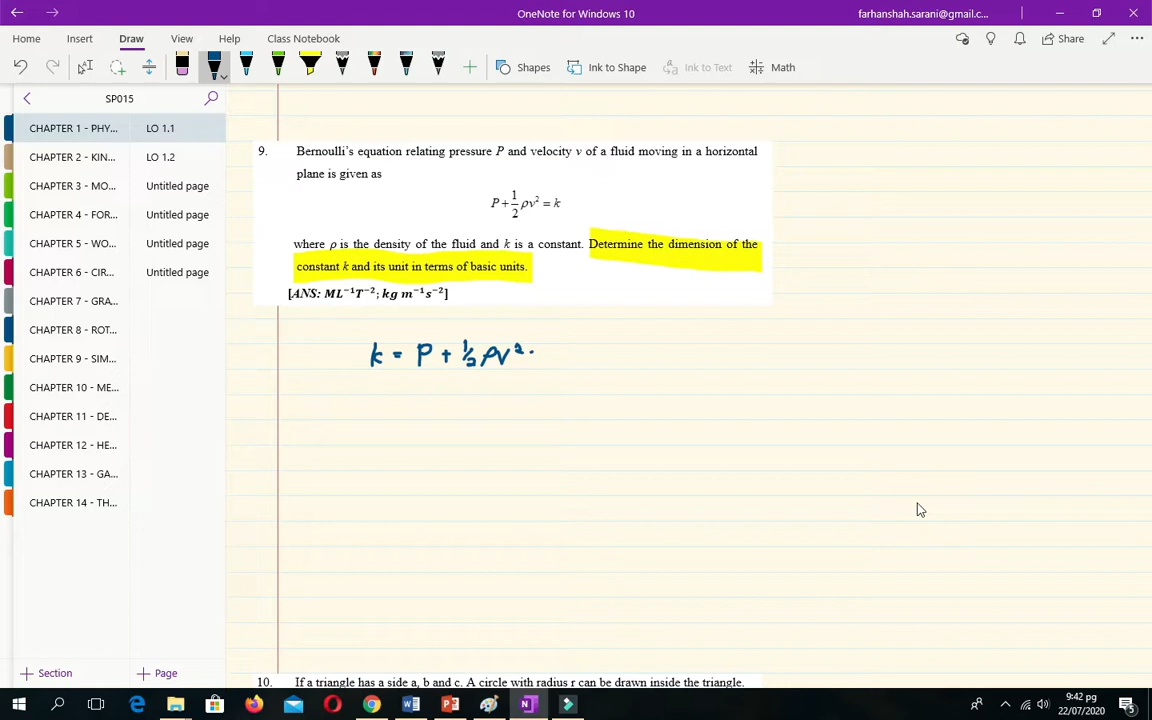 OneNote for Windows 10
farhanshah.sarani@gmail.c...
Home Insert Draw View Help Class Notebook
Share
Shapes Ink to Shape Ink to Text Math
SP015
CHAPTER 1 - PHY... LO 1.1
CHAPTER 2 - KIN... LO 1.2
CHAPTER 3 - MO... Untitled page
CHAPTER 4 - FOR... Untitled page
CHAPTER 5 - WO... Untitled page
CHAPTER 6 - CIR... Untitled page
CHAPTER 7 - GRA...
CHAPTER 8 - ROT...
CHAPTER 9 - SIM...
CHAPTER 10 - ME...
CHAPTER 11 - DE...
CHAPTER 12 - HE...
CHAPTER 13 - GA...
CHAPTER 14 - TH...
Section Page
9. Bernoulli's equation relating pressure P and velocity v of a fluid moving in a horizontal
plane is given as
P + 1/2 ρv² = k
where ρ is the density of the fluid and k is a constant. Determine the dimension of the
constant k and its unit in terms of basic units.
[ANS: ML⁻¹T⁻²; kg m⁻¹s⁻²]
k = P + 1/2 ρv².
10. If a triangle has a side a, b and c. A circle with radius r can be drawn inside the triangle.
9:42 pg
22/07/2020
5